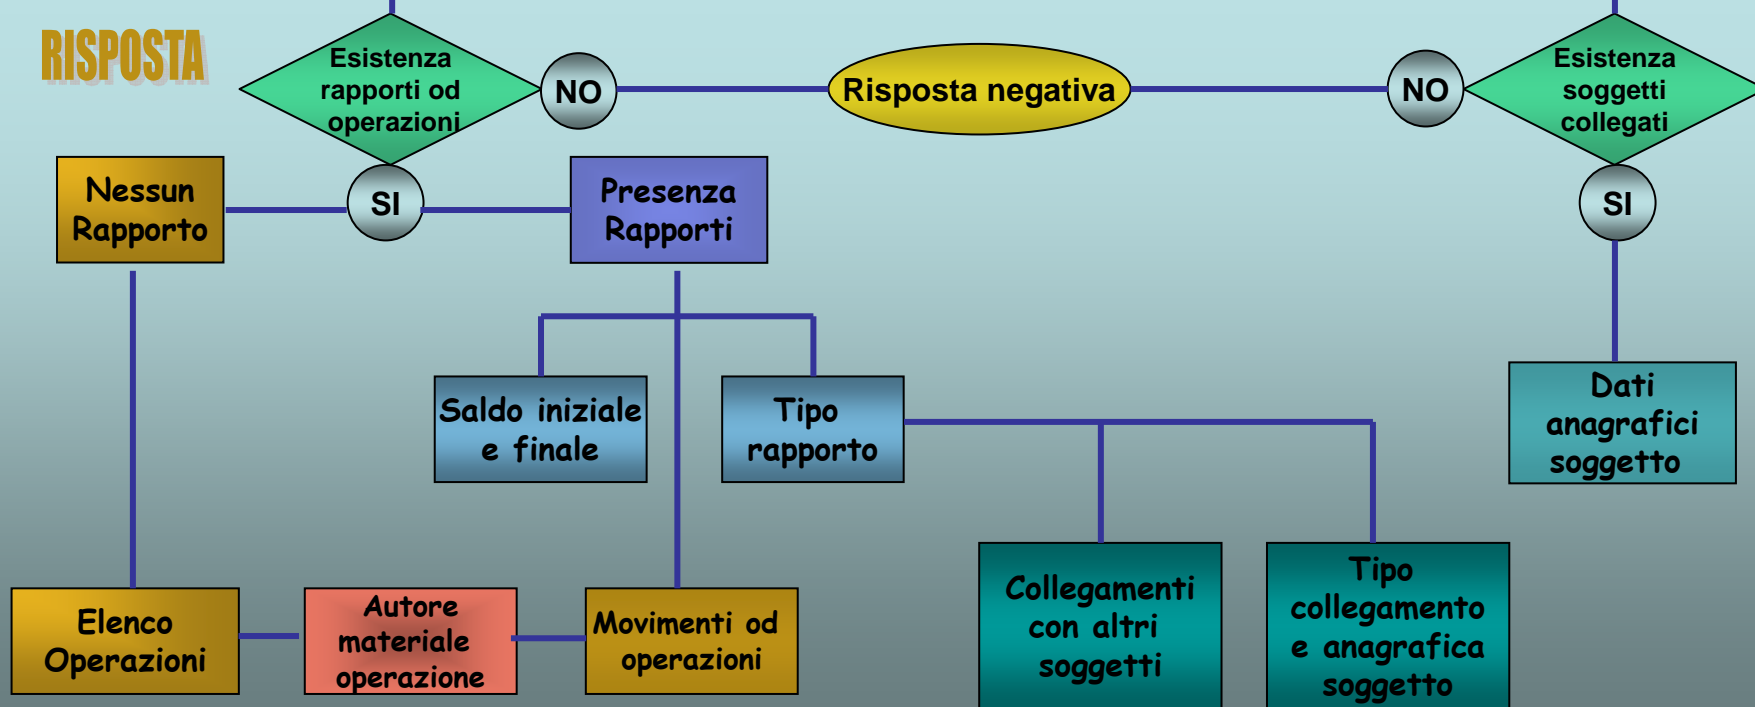 RISPOSTA
Esistenza
rapporti od
operazioni
NO
Risposta negativa
NO
Esistenza
soggetti
collegati
Nessun
Rapporto
SI
Presenza
Rapporti
SI
Saldo iniziale
e finale
Tipo
rapporto
Dati
anagrafici
soggetto
Elenco
Operazioni
Autore
materiale
operazione
Movimenti od
operazioni
Collegamenti
con altri
soggetti
Tipo
collegamento
e anagrafica
soggetto